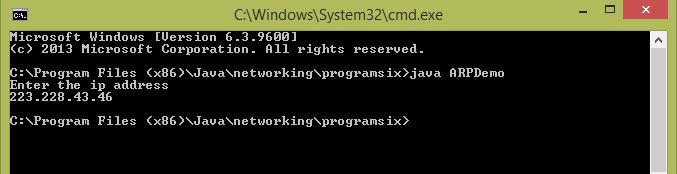 C:\Windows\System32\cmd.exe
Microsoft Windows [Version 6.3.9600]
(c) 2013 Microsoft Corporation. All rights reserved.
C:\Program Files (x86)\Java\networking\programsix>java ARPDemo
Enter the ip address
223.228.43.46
C:\Program Files (x86)\Java\networking\programsix>